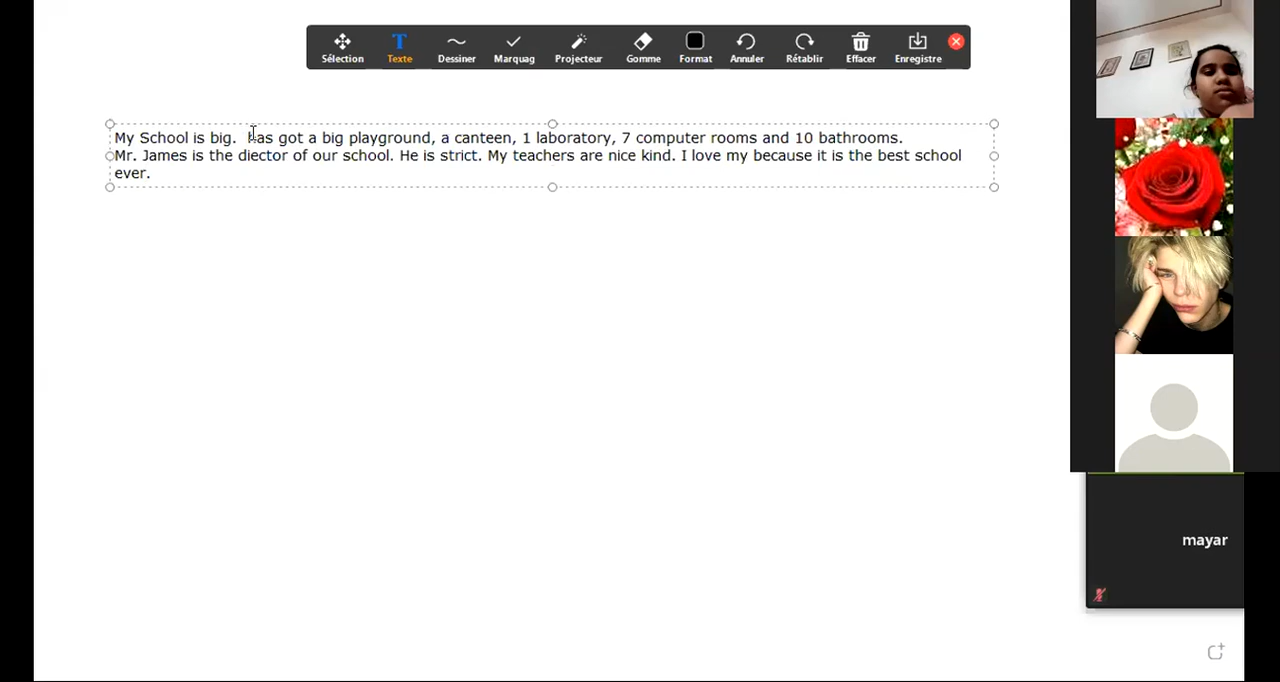 Sélection
Texte
Dessiner
Marquag
Projecteur
Gomme
Format
Annuler
Rétablir
Effacer
Enregistre
My School is big. Has got a big playground, a canteen, 1 laboratory, 7 computer rooms and 10 bathrooms.
Mr. James is the diector of our school. He is strict. My teachers are nice kind. I love my because it is the best school
ever.
mayar